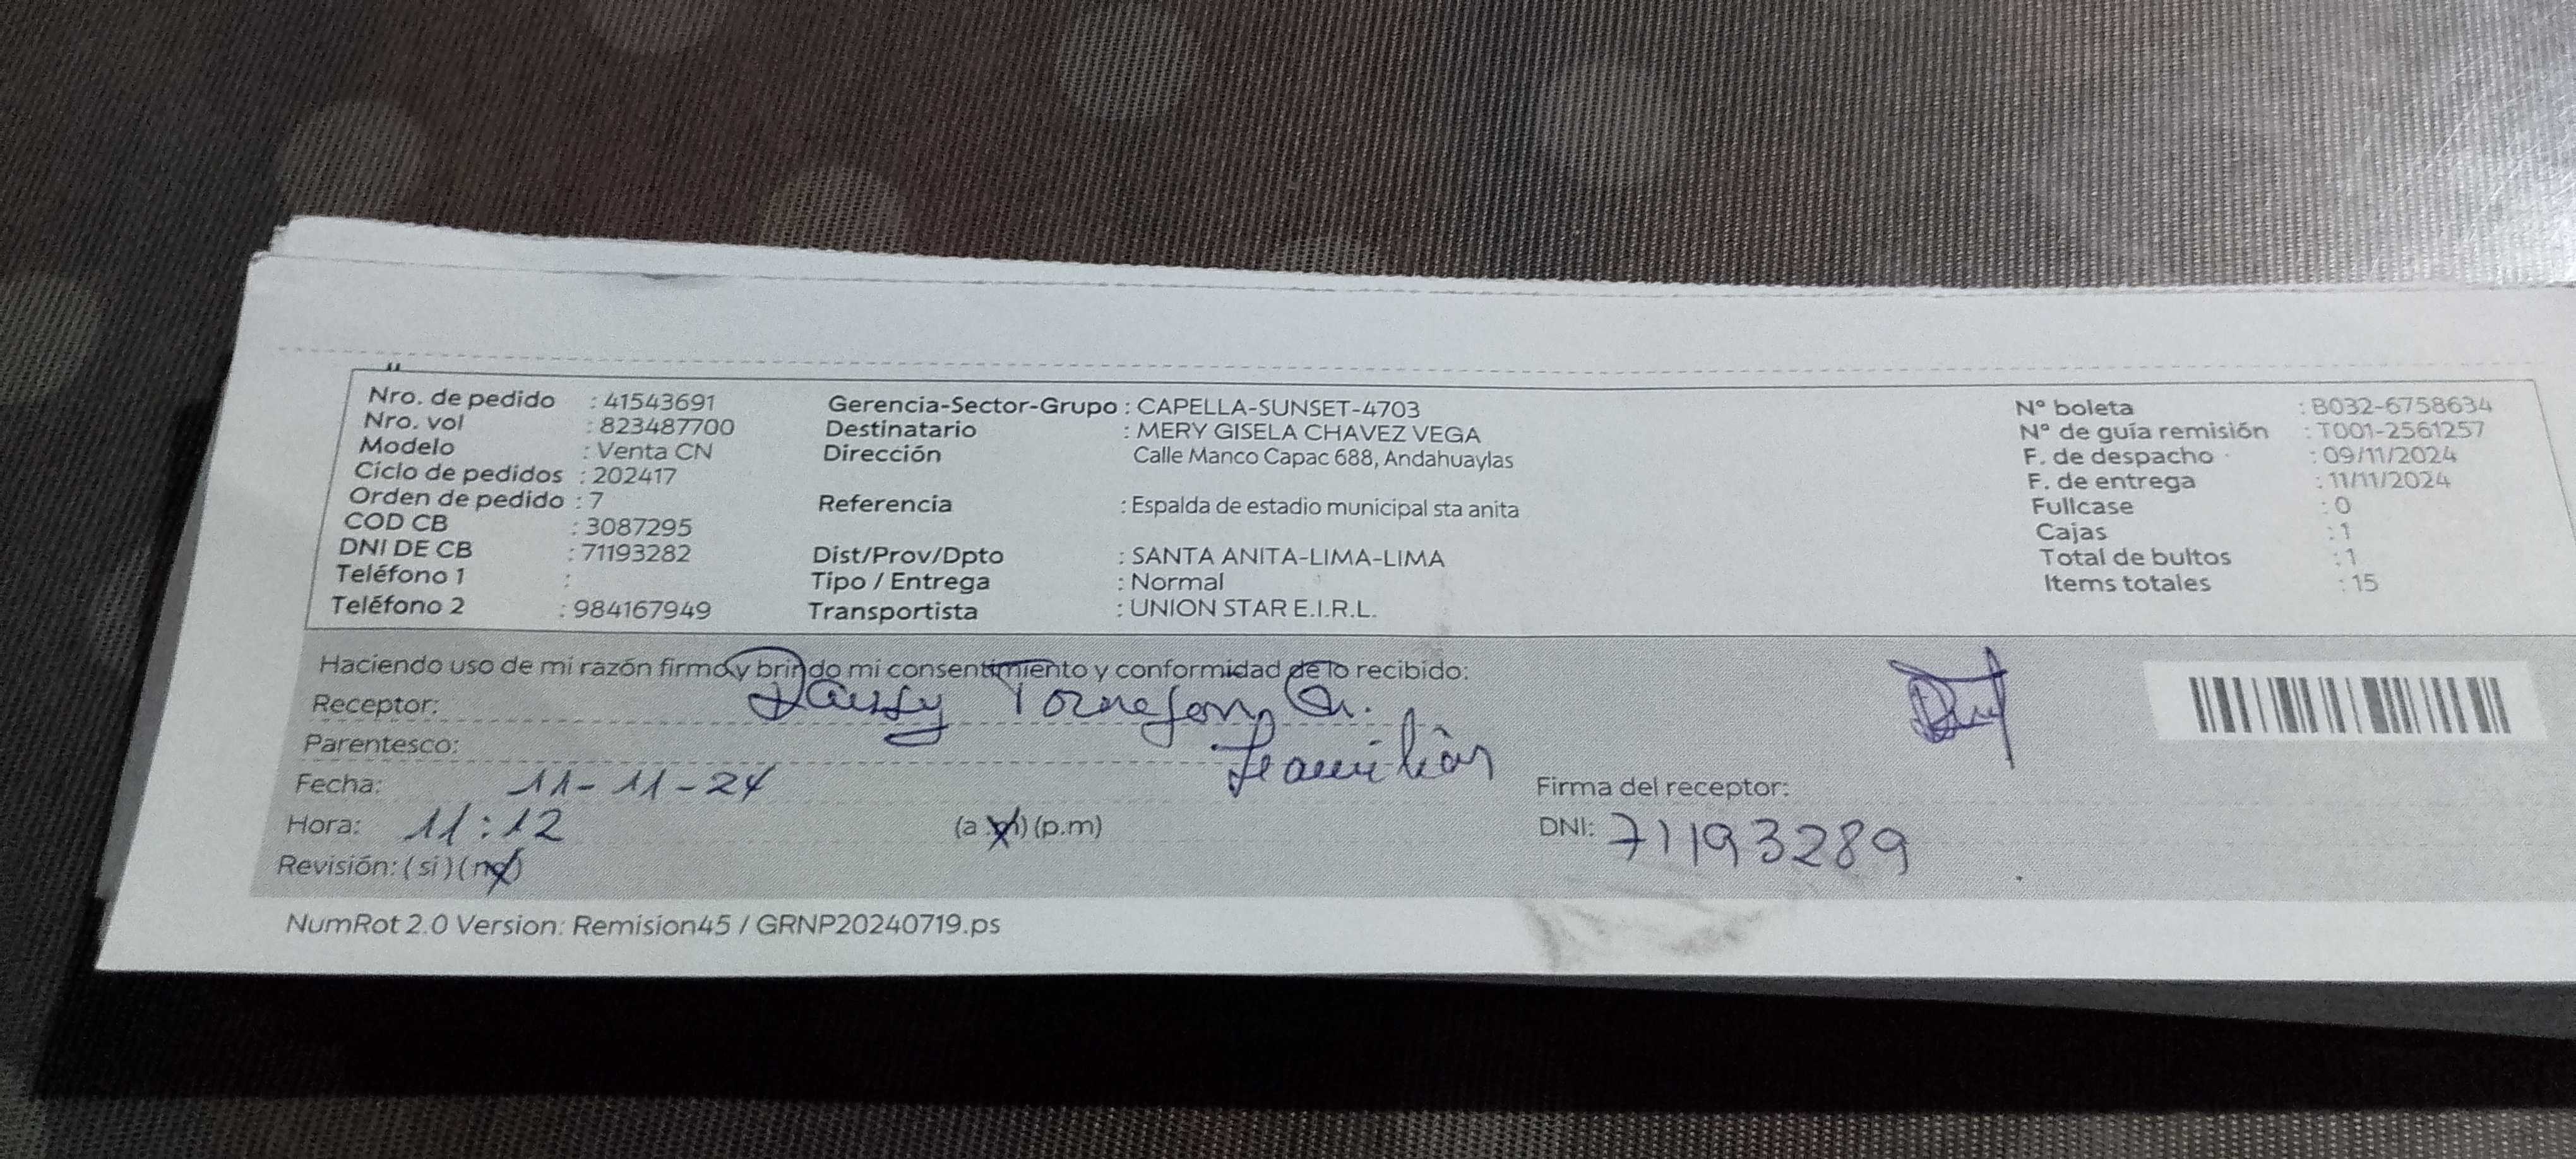 Nro. de pedido : 41543691
Nro. vol : 823487700
Modelo : Venta CN
Ciclo de pedidos : 202417
Orden de pedido : 7
COD CB : 3087295
DNI DE CB : 71193282
Teléfono 1 :
Teléfono 2 : 984167949
Gerencia-Sector-Grupo : CAPELLA-SUNSET-4703
Destinatario : MERY GISELA CHAVEZ VEGA
Dirección Calle Manco Capac 688, Andahuaylas
Referencia : Espalda de estadio municipal sta anita
Dist/Prov/Dpto : SANTA ANITA-LIMA-LIMA
Tipo / Entrega : Normal
Transportista : UNION STAR E.I.R.L.
N° boleta : B032-6758634
N° de guía remisión : T001-2561257
F. de despacho : 09/11/2024
F. de entrega : 11/11/2024
Fullcase : 0
Cajas : 1
Total de bultos : 1
Items totales : 15
Haciendo uso de mi razón firmo y brindo mi consentimiento y conformidad de lo recibido:
Receptor:
Parentesco: Familiar
Fecha: 11-11-24
Hora: 11:12 (a.m) (p.m)
Revisión: (si) (no)
Firma del receptor:
DNI: 71193289
NumRot 2.0 Version: Remision45 / GRNP20240719.ps